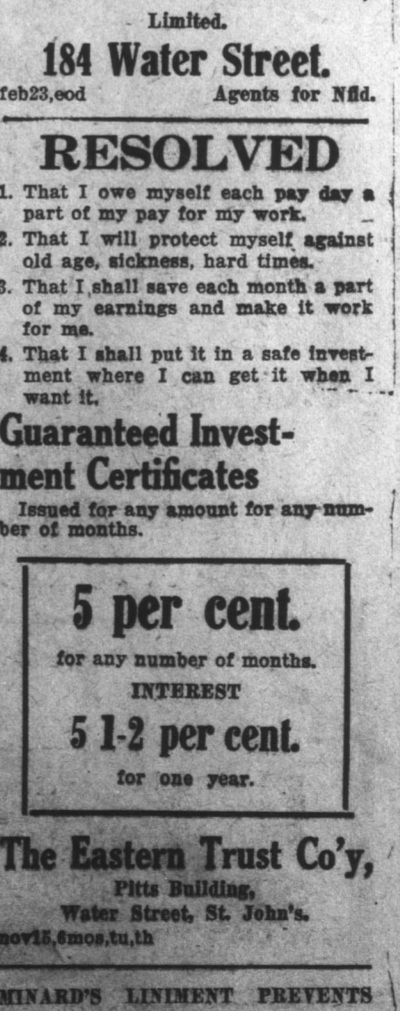 Limited.
184 Water Street.
feb23,eod Agents for Nfld.
RESOLVED
1. That I owe myself each pay day a
part of my pay for my work.
2. That I will protect myself against
old age, sickness, hard times.
3. That I shall save each month a part
of my earnings and make it work
for me.
4. That I shall put it in a safe invest-
ment where I can get it when I
want it.
Guaranteed Invest-
ment Certificates
Issued for any amount for any num-
ber of months.
5 per cent.
for any number of months.
INTEREST
5 1-2 per cent.
for one year.
The Eastern Trust Co'y,
Pitts Building,
Water Street, St. John's.
nov15,6mos,tu,th
MINARD'S LINIMENT PREVENTS